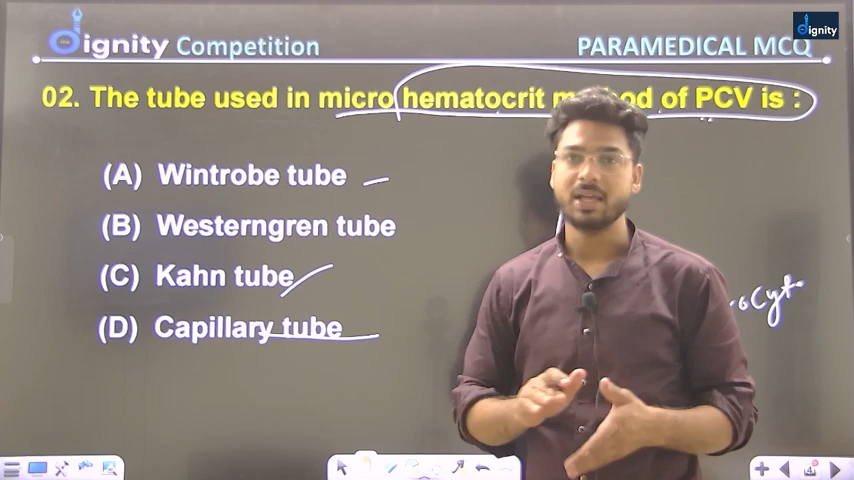 dignity Competition
PARAMEDICAL MCQ
dignity
02. The tube used in micro hematocrit of PCV is :
(A) Wintrobe tube
(B) Westerngren tube
(C) Kahn tube
(D) Capillary tube